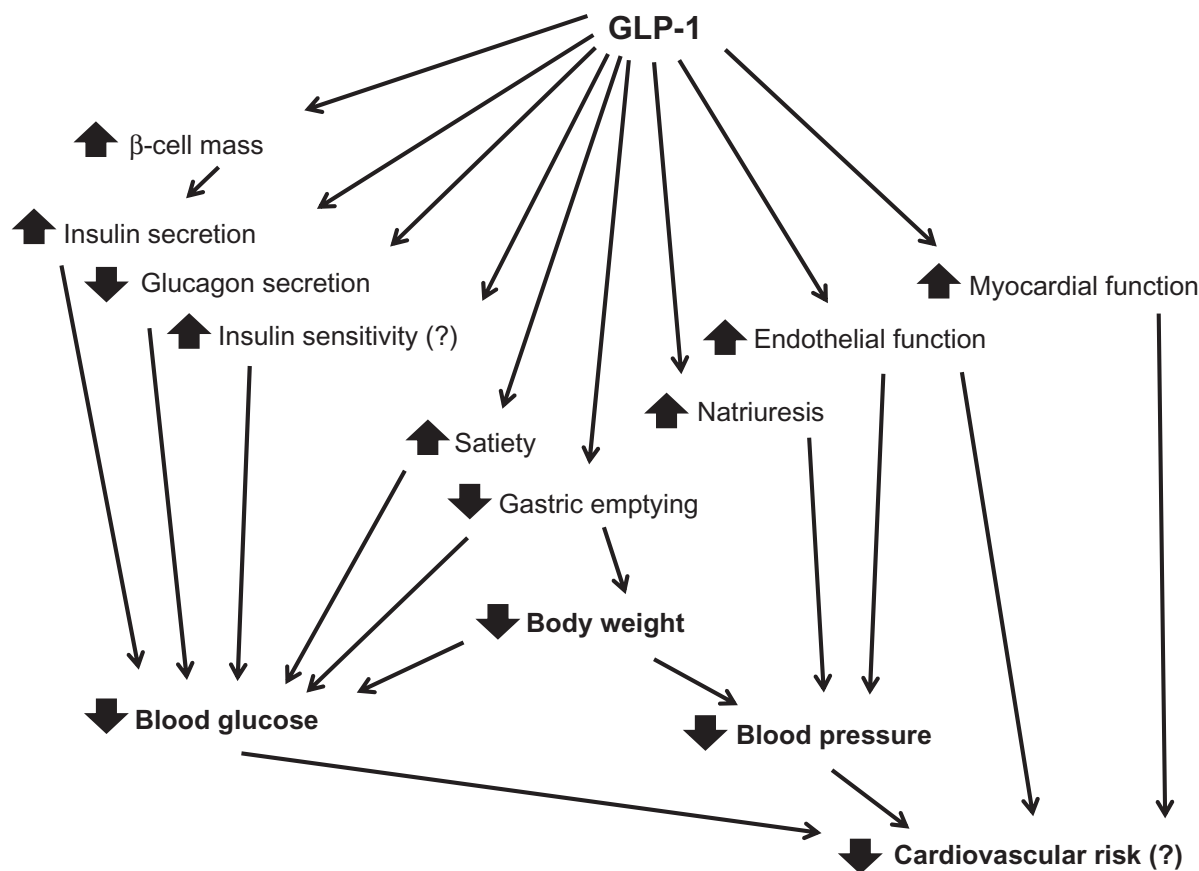 GLP-1
β-cell mass
Insulin secretion
Glucagon secretion
Insulin sensitivity (?)
Myocardial function
Endothelial function
Natriuresis
Satiety
Gastric emptying
Body weight
Blood glucose
Blood pressure
Cardiovascular risk (?)